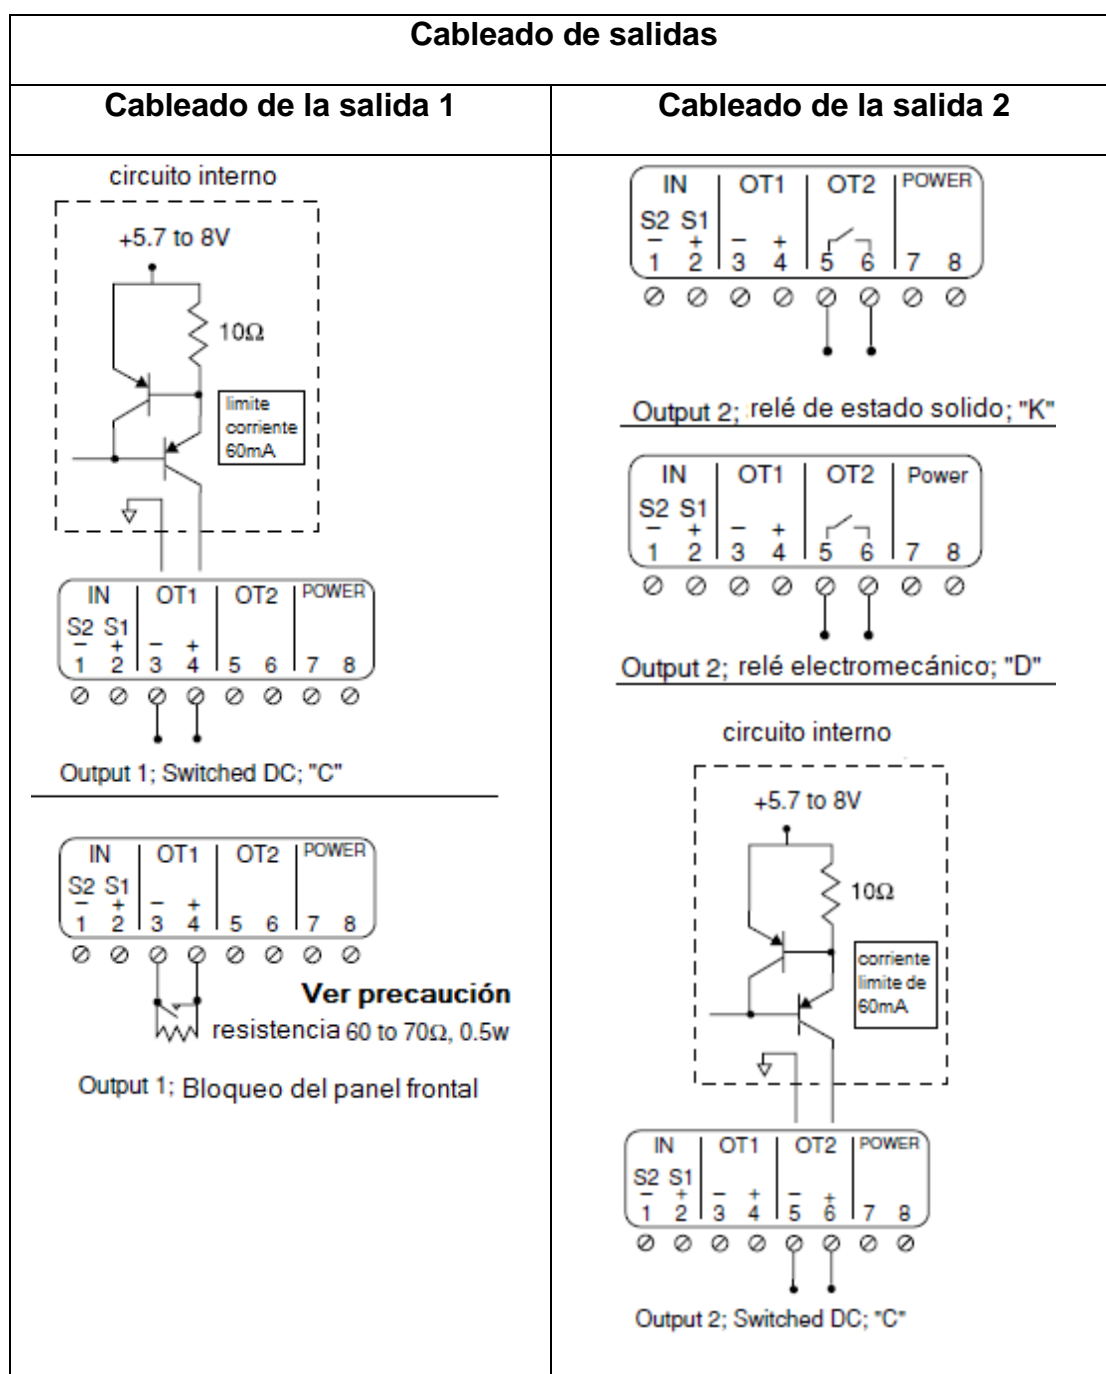 Cableado de salidas
Cableado de la salida 1
circuito interno
+5.7 to 8V
10Ω
limite
corriente
60mA
IN OT1 OT2 POWER
S2 S1
− + − +
1 2 3 4 5 6 7 8
Output 1; Switched DC; "C"
IN OT1 OT2 POWER
S2 S1
− + − +
1 2 3 4 5 6 7 8
Ver precaución
resistencia 60 to 70Ω, 0.5w
Output 1; Bloqueo del panel frontal
Cableado de la salida 2
IN OT1 OT2 POWER
S2 S1
− + − +
1 2 3 4 5 6 7 8
Output 2; relé de estado solido; "K"
IN OT1 OT2 Power
S2 S1
− + − +
1 2 3 4 5 6 7 8
Output 2; relé electromecánico; "D"
circuito interno
+5.7 to 8V
10Ω
corriente
limite de
60mA
IN OT1 OT2 POWER
S2 S1
− + − + − +
1 2 3 4 5 6 7 8
Output 2; Switched DC; "C"